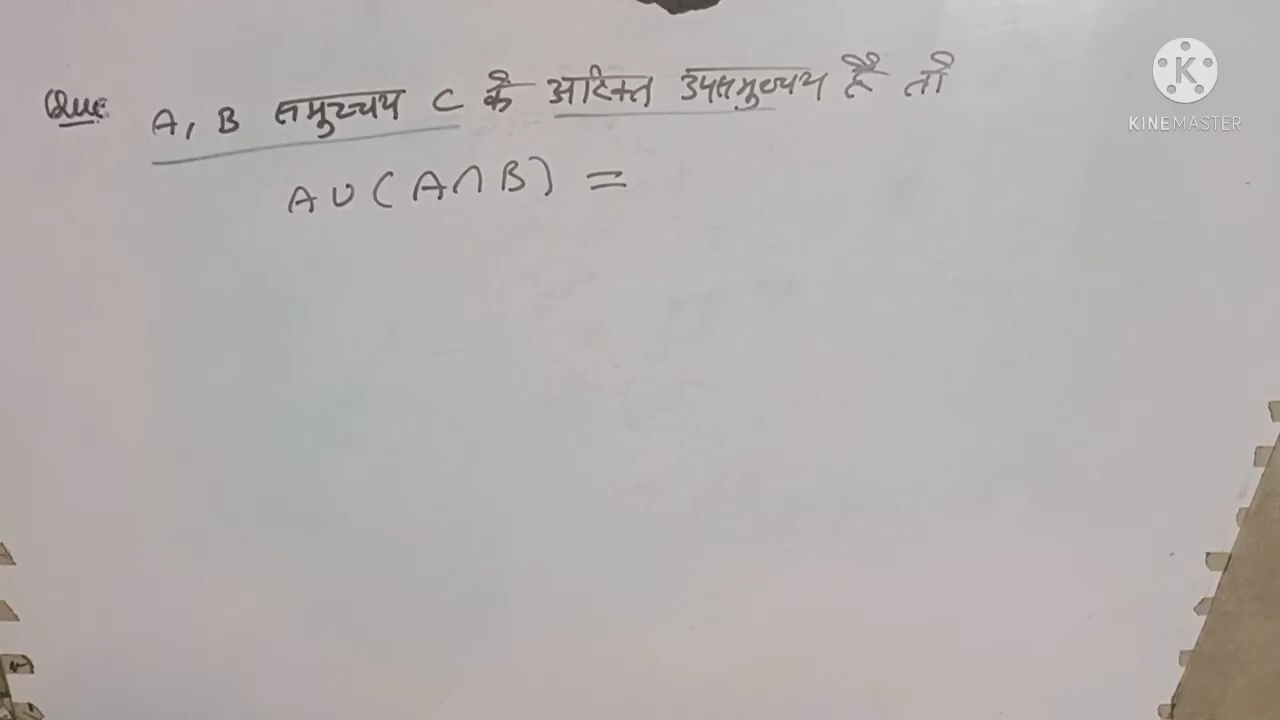 Que. A, B समुच्चय C के अरिक्त उपसमुच्चय है तो
A∪(A∩B) =
K
KINEMASTER